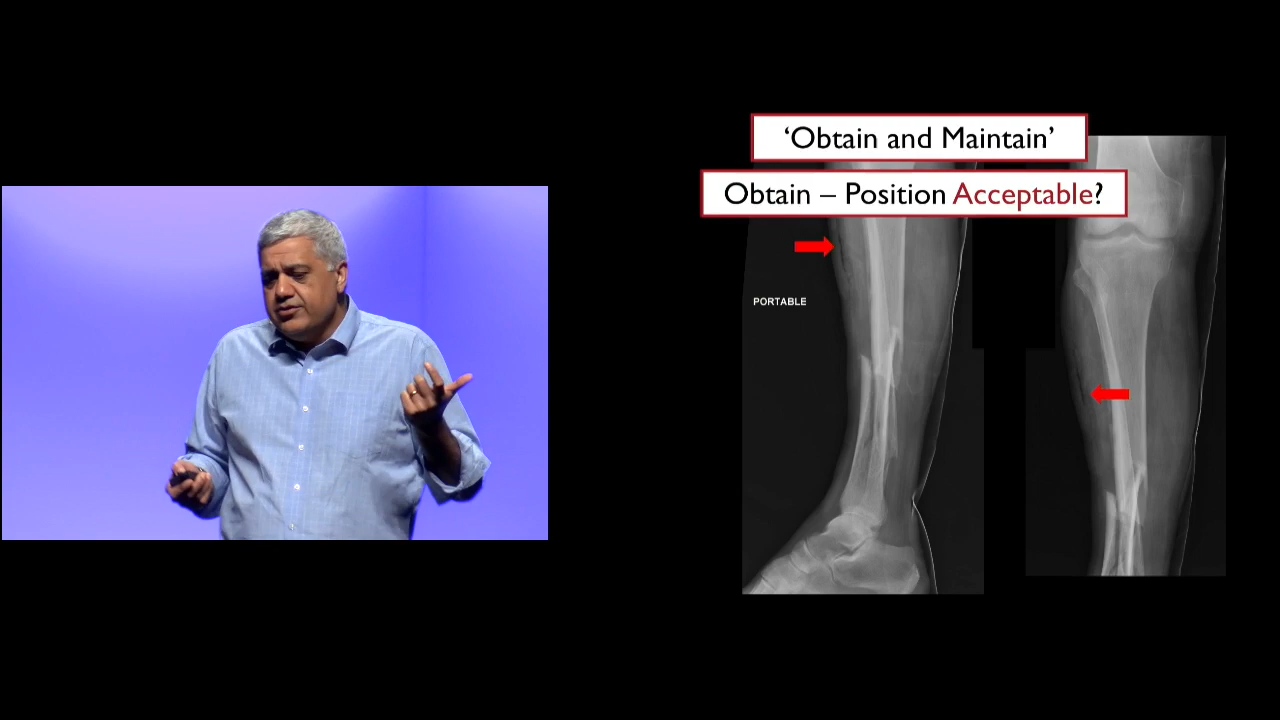 ‘Obtain and Maintain’
Obtain – Position Acceptable?
PORTABLE